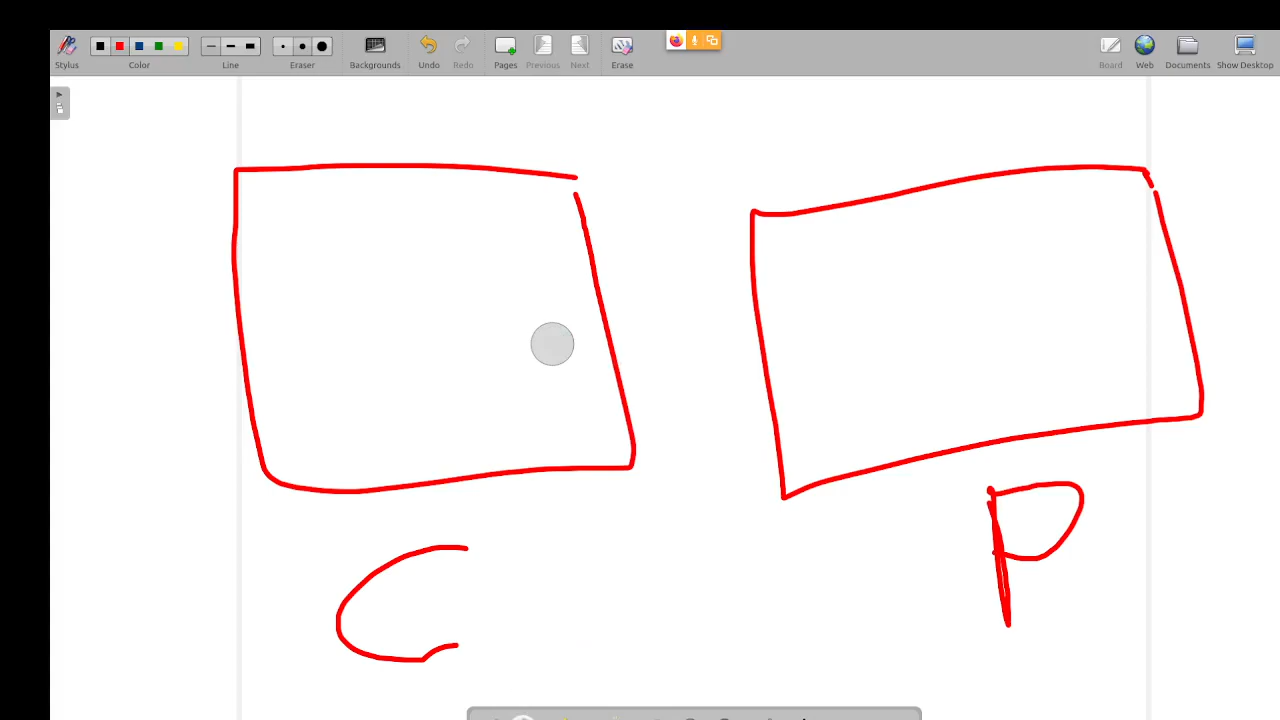 Stylus Color Line Eraser Backgrounds Undo Redo Pages Previous Next Erase Board Web Documents Show Desktop
C
P